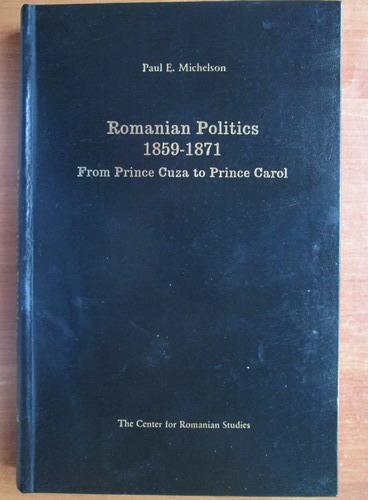 Paul E. Michelson
Romanian Politics
1859-1871
From Prince Cuza to Prince Carol
The Center for Romanian Studies